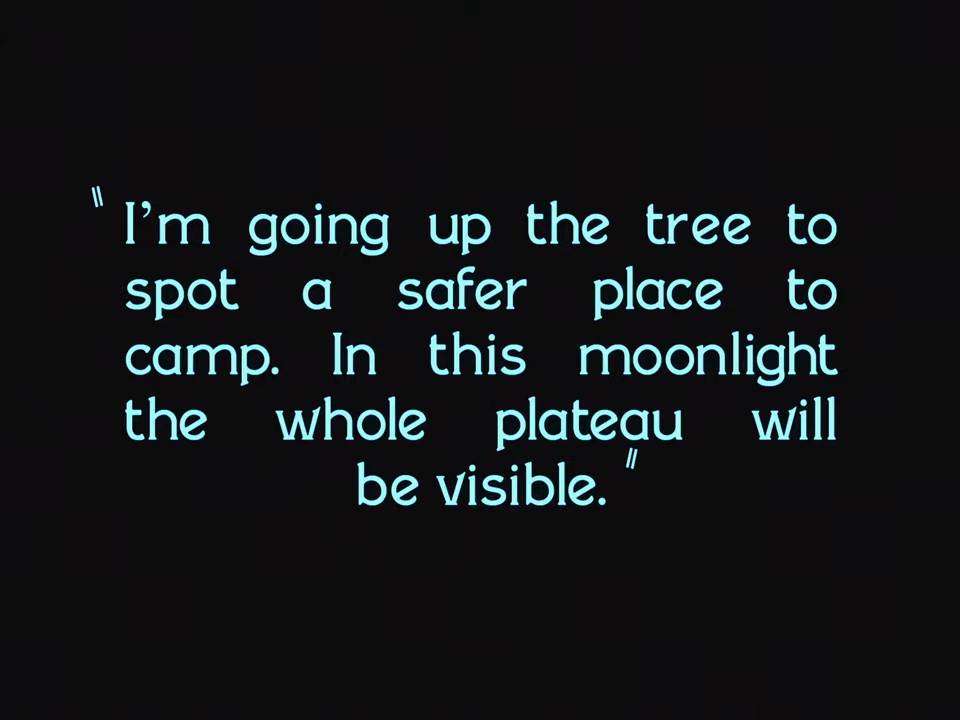 "I'm going up the tree to
spot a safer place to
camp. In this moonlight
the whole plateau will
be visible."